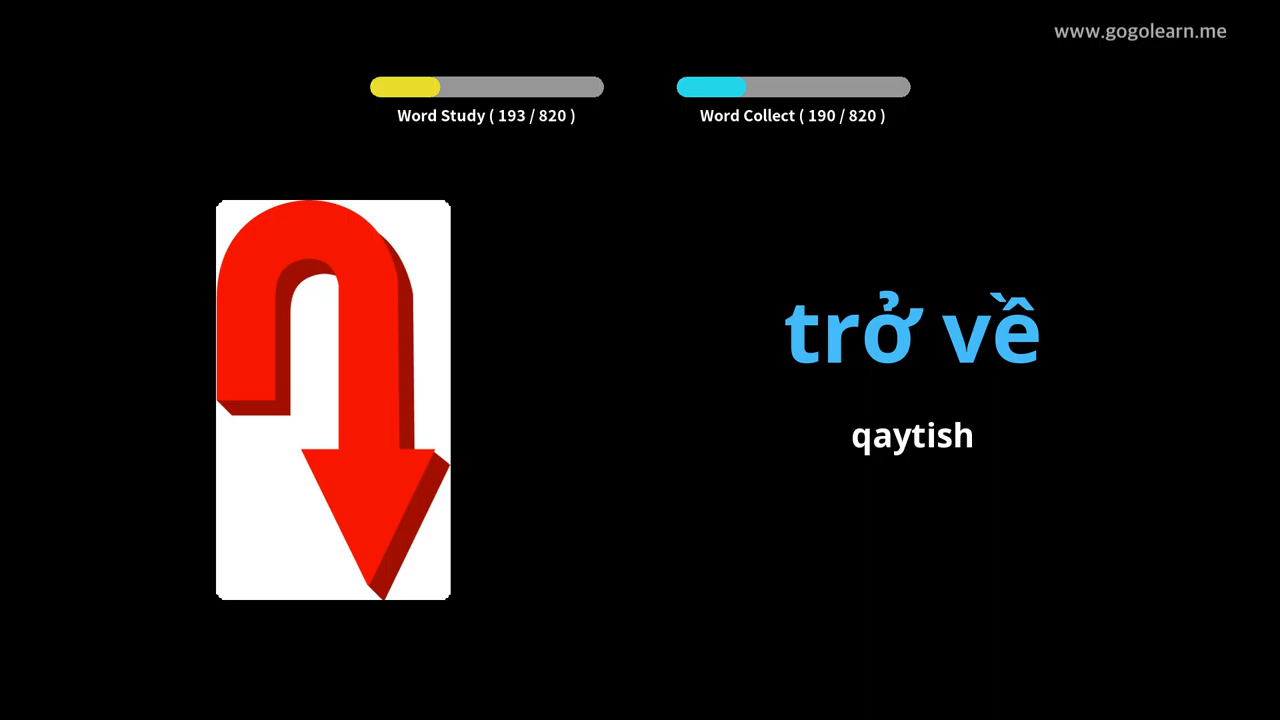 www.gogolearn.me
Word Study ( 193 / 820 )
Word Collect ( 190 / 820 )
trở về
qaytish